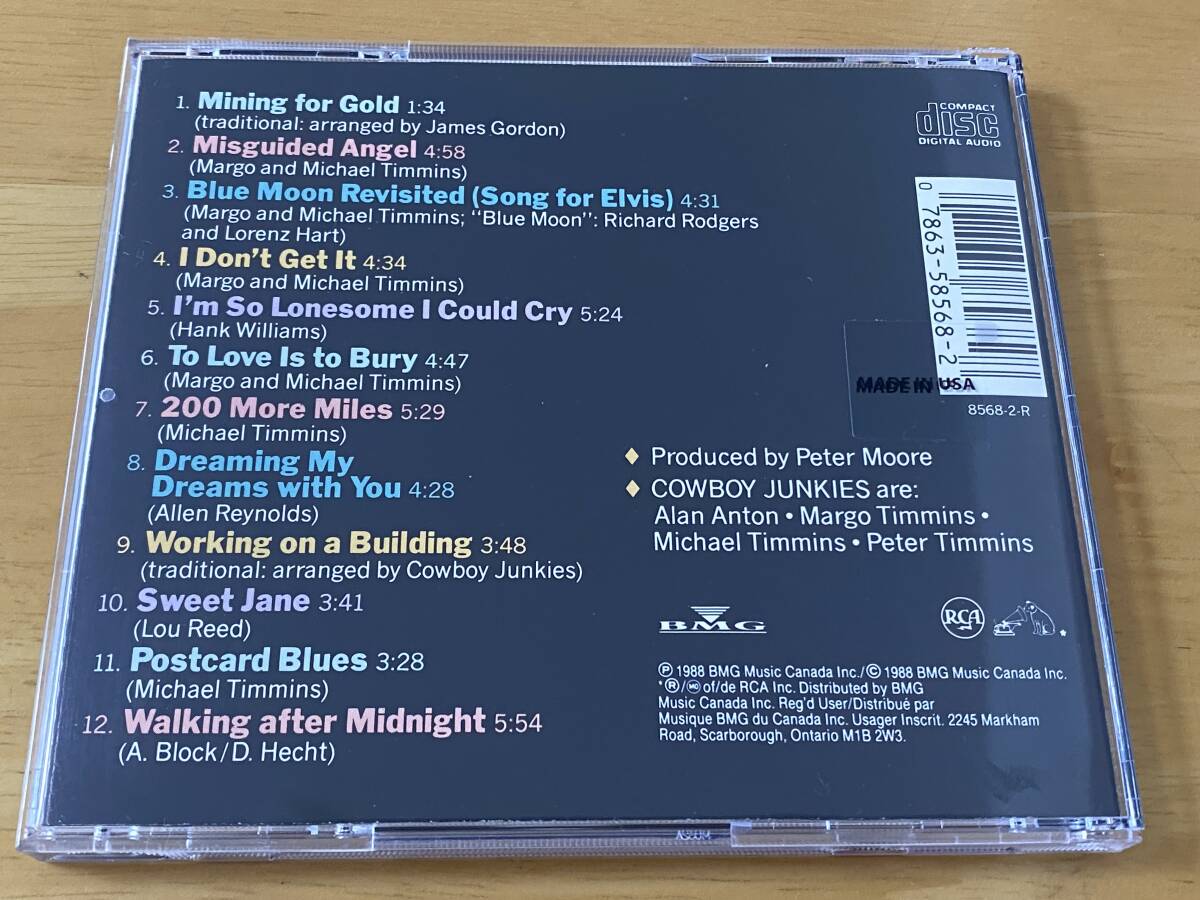 1. Mining for Gold 1:34
(traditional: arranged by James Gordon)
2. Misguided Angel 4:58
(Margo and Michael Timmins)
3. Blue Moon Revisited (Song for Elvis) 4:31
(Margo and Michael Timmins; "Blue Moon": Richard Rodgers
and Lorenz Hart)
4. I Don't Get It 4:34
(Margo and Michael Timmins)
5. I'm So Lonesome I Could Cry 5:24
(Hank Williams)
6. To Love Is to Bury 4:47
(Margo and Michael Timmins)
7. 200 More Miles 5:29
(Michael Timmins)
8. Dreaming My
Dreams with You 4:28
(Allen Reynolds)
9. Working on a Building 3:48
(traditional: arranged by Cowboy Junkies)
10. Sweet Jane 3:41
(Lou Reed)
11. Postcard Blues 3:28
(Michael Timmins)
12. Walking after Midnight 5:54
(A. Block/D. Hecht)
COMPACT
disc
DIGITAL AUDIO
0 7863-58568-2
MADE IN USA
8568-2-R
Produced by Peter Moore
COWBOY JUNKIES are:
Alan Anton • Margo Timmins •
Michael Timmins • Peter Timmins
BMG
RCA
Ⓟ 1988 BMG Music Canada Inc./© 1988 BMG Music Canada Inc.
*®/MD of/de RCA Inc. Distributed by BMG
Music Canada Inc. Reg'd User/Distribué par
Musique BMG du Canada Inc. Usager Inscrit. 2245 Markham
Road, Scarborough, Ontario M1B 2W3.